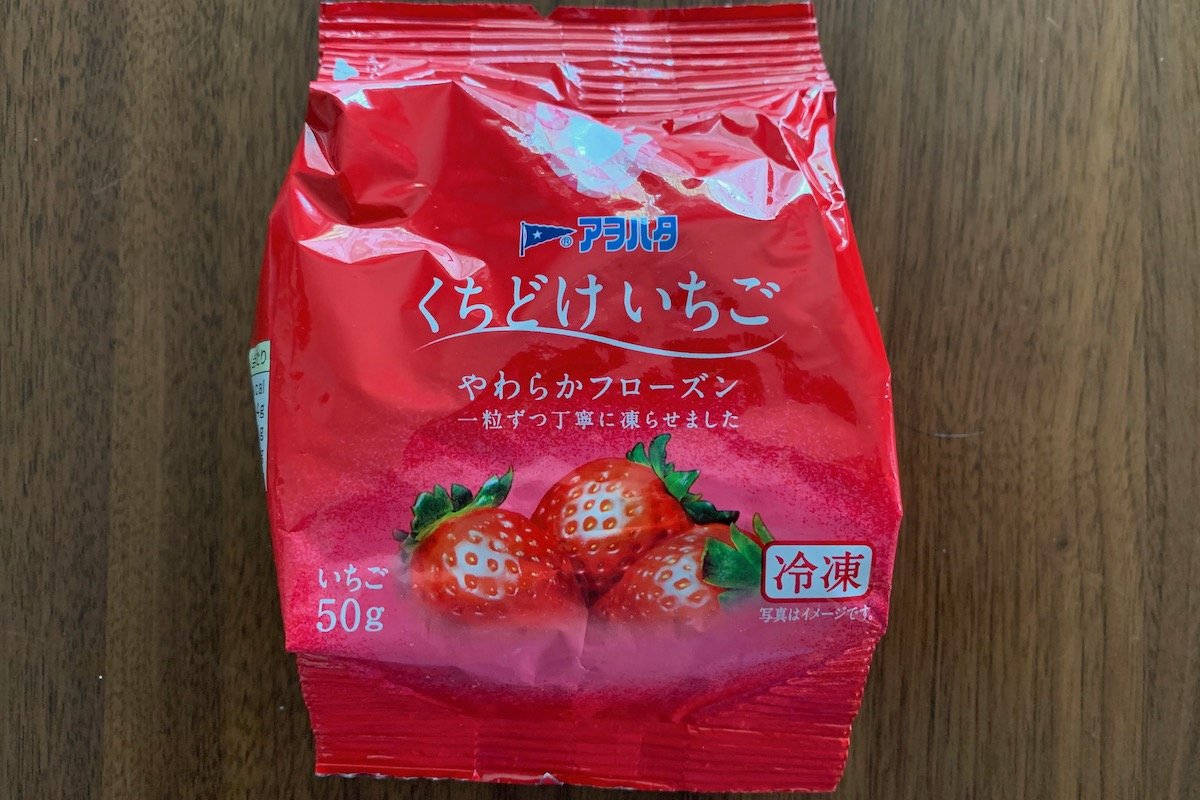 ® アヲハタ
くちどけ いちご
やわらかフローズン
一粒ずつ丁寧に凍らせました
いちご
50g
冷凍
写真はイメージです。